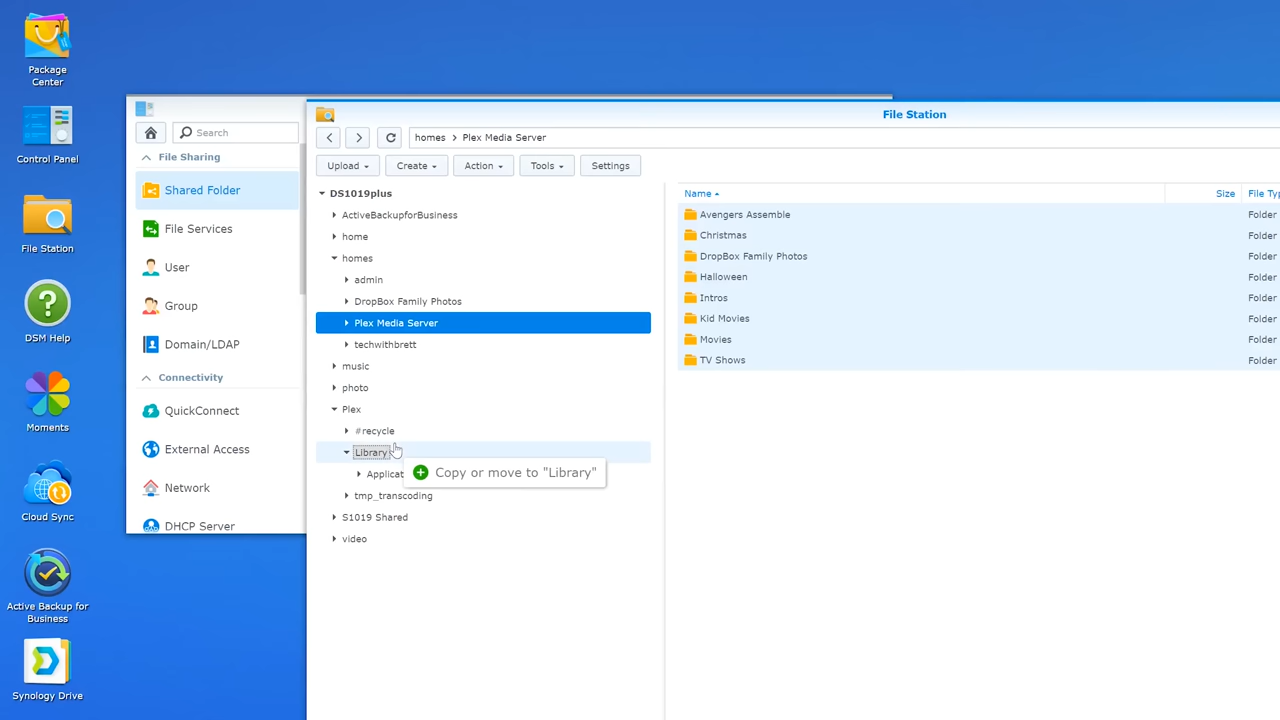 Package
Center
Control Panel
File Station
DSM Help
Moments
Cloud Sync
Active Backup for
Business
Synology Drive
Search
File Sharing
Shared Folder
File Services
User
Group
Domain/LDAP
Connectivity
QuickConnect
External Access
Network
DHCP Server
File Station
homes Plex Media Server
Upload Create Action Tools Settings
DS1019plus
ActiveBackupforBusiness
home
homes
admin
DropBox Family Photos
Plex Media Server
techwithbrett
music
photo
Plex
#recycle
Library
Applicat
tmp_transcoding
S1019 Shared
video
Copy or move to "Library"
Name Size File Typ
Avengers Assemble Folder
Christmas Folder
DropBox Family Photos Folder
Halloween Folder
Intros Folder
Kid Movies Folder
Movies Folder
TV Shows Folder